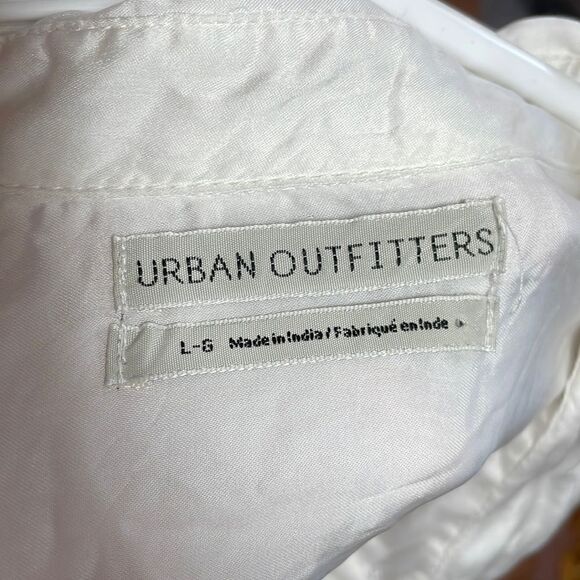 URBAN OUTFITTERS
L-G Made in India / Fabriqué en Inde